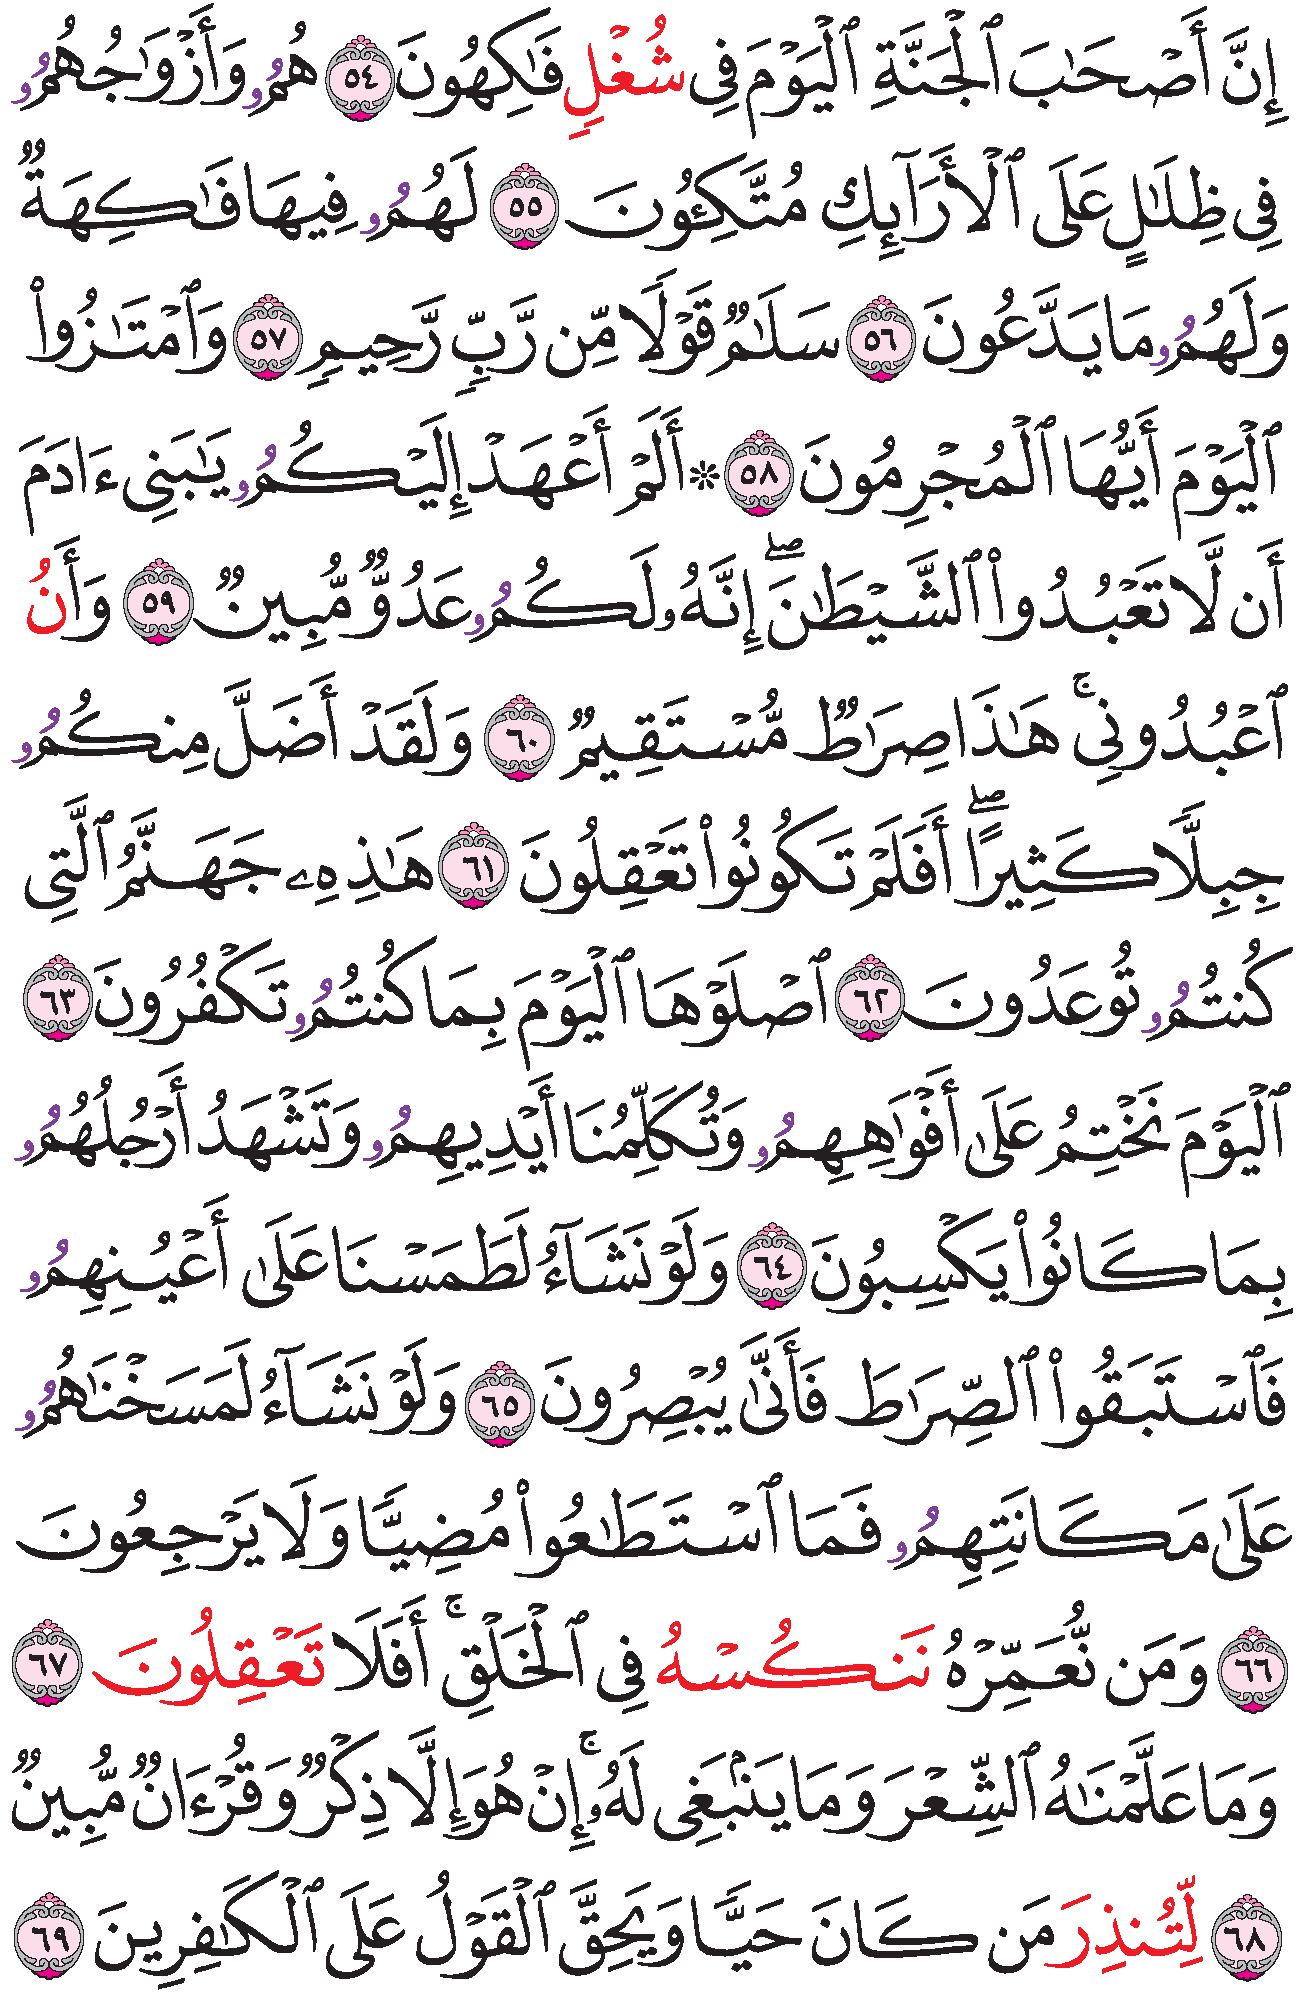 إِنَّ أَصۡحَٰبَ ٱلۡجَنَّةِ ٱلۡيَوۡمَ فِي شُغۡلٖ فَٰكِهُونَ ٥٤ هُمُۥ وَأَزۡوَٰجُهُمُۥ
فِي ظِلَٰلٍ عَلَى ٱلۡأَرَآئِكِ مُتَّكِـُٔونَ ٥٥ لَهُمُۥ فِيهَا فَٰكِهَةٞ
وَلَهُمُۥ مَا يَدَّعُونَ ٥٦ سَلَٰمٞ قَوۡلٗا مِّن رَّبّٖ رَّحِيمٖ ٥٧ وَٱمۡتَٰزُواْ
ٱلۡيَوۡمَ أَيُّهَا ٱلۡمُجۡرِمُونَ ٥٨ ۞ أَلَمۡ أَعۡهَدۡ إِلَيۡكُمُۥ يَٰبَنِي ءَادَمَ
أَن لَّا تَعۡبُدُواْ ٱلشَّيۡطَٰنَۖ إِنَّهُۥ لَكُمُۥ عَدُوّٞ مُّبِينٞ ٥٩ وَأَنُ
ٱعۡبُدُونِيۚ هَٰذَا صِرَٰطٞ مُّسۡتَقِيمٞ ٦٠ وَلَقَدۡ أَضَلَّ مِنكُمُۥ
جِبِلّٗا كَثِيرًاۖ أَفَلَمۡ تَكُونُواْ تَعۡقِلُونَ ٦١ هَٰذِهِۦ جَهَنَّمُ ٱلَّتِي
كُنتُمُۥ تُوعَدُونَ ٦٢ ٱصۡلَوۡهَا ٱلۡيَوۡمَ بِمَا كُنتُمُۥ تَكۡفُرُونَ ٦٣
ٱلۡيَوۡمَ نَخۡتِمُ عَلَىٰ أَفۡوَٰهِهِمُۥ وَتُكَلِّمُنَا أَيۡدِيهِمُۥ وَتَشۡهَدُ أَرۡجُلُهُمُۥ
بِمَا كَانُواْ يَكۡسِبُونَ ٦٤ وَلَوۡ نَشَآءُ لَطَمَسۡنَا عَلَىٰ أَعۡيُنِهِمُۥ
فَٱسۡتَبَقُواْ ٱلصِّرَٰطَ فَأَنَّىٰ يُبۡصِرُونَ ٦٥ وَلَوۡ نَشَآءُ لَمَسَخۡنَٰهُمُۥ
عَلَىٰ مَكَانَتِهِمُۥ فَمَا ٱسۡتَطَٰعُواْ مُضِيّٗا وَلَا يَرۡجِعُونَ
٦٦ وَمَن نُّعَمِّرۡهُ نَنكُسۡهُ فِي ٱلۡخَلۡقِۚ أَفَلَا تَعۡقِلُونَ ٦٧
وَمَا عَلَّمۡنَٰهُ ٱلشِّعۡرَ وَمَا يَنۢبَغِي لَهُۥۚ إِنۡ هُوَ إِلَّا ذِكۡرٞ وَقُرۡءَانٞ مُّبِينٞ
٦٨ لِّتُنذِرَ مَن كَانَ حَيّٗا وَيَحِقَّ ٱلۡقَوۡلُ عَلَى ٱلۡكَٰفِرِينَ ٦٩